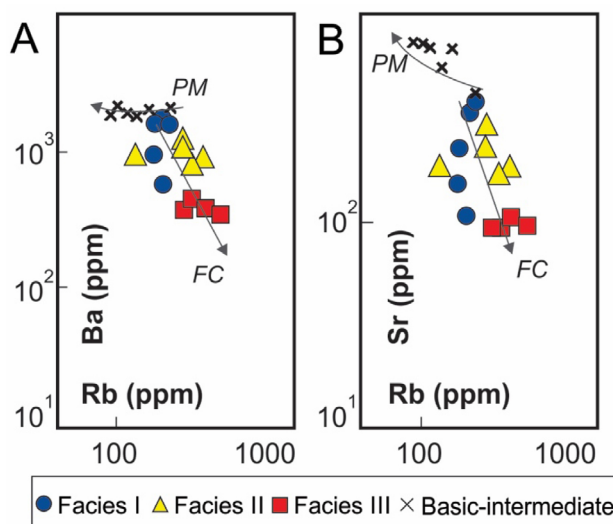 A
B
PM
PM
10³
10²
10¹
10²
10¹
Ba (ppm)
Sr (ppm)
FC
FC
Rb (ppm)
Rb (ppm)
100
1000
100
1000
Facies I
Facies II
Facies III
Basic-intermediate